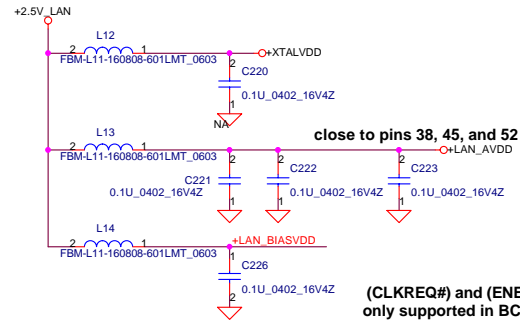 +2.5V_LAN
L12
2 1
+XTALVDD
FBM-L11-160808-601LMT_0603
2
C220
0.1U_0402_16V4Z
1
NA
close to pins 38, 45, and 52
L13
2 1
+LAN_AVDD
FBM-L11-160808-601LMT_0603
1 2 2
C221 C222 C223
0.1U_0402_16V4Z 0.1U_0402_16V4Z 0.1U_0402_16V4Z
2 1 1
L14
2 1
+LAN_BIASVDD
FBM-L11-160808-601LMT_0603
1
C226
0.1U_0402_16V4Z
2
(CLKREQ#) and (ENE
only supported in BC